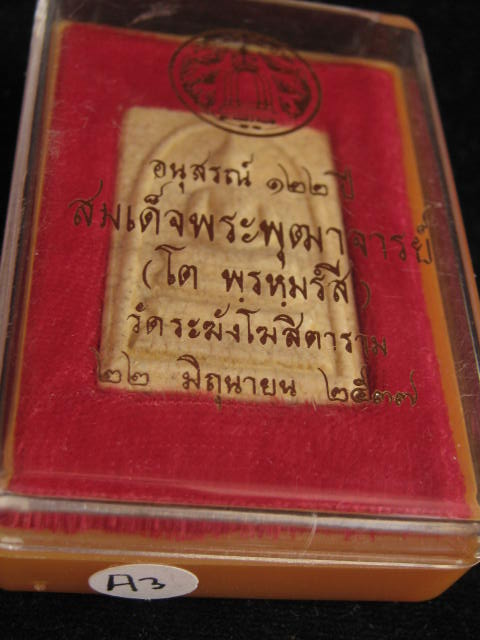 อนุสรณ์ ๑๒๒ ปี
สมเด็จพระพุฒาจารย์
(โต พฺรหฺมรํสี)
วัดระฆังโฆสิตาราม
๒๒ มิถุนายน ๒๕๓๗
A3